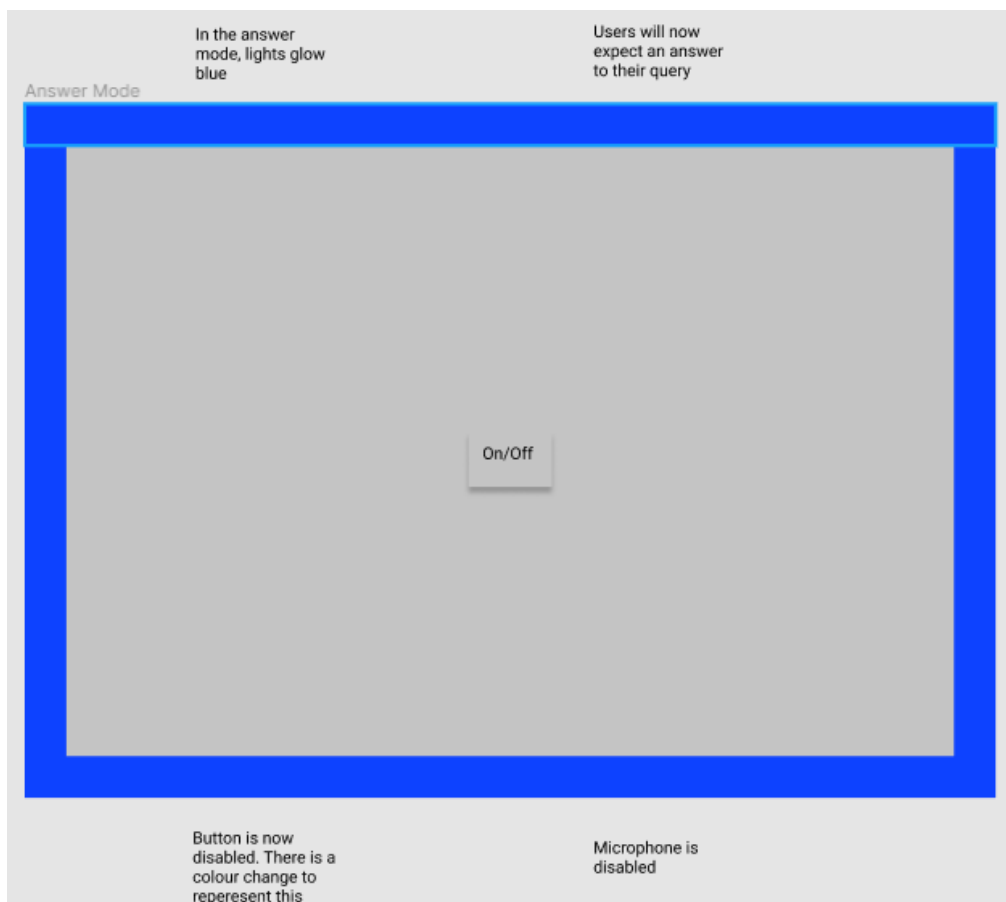 In the answer
mode, lights glow
blue
Users will now
expect an answer
to their query
Answer Mode
On/Off
Button is now
disabled. There is a
colour change to
reperesent this
Microphone is
disabled